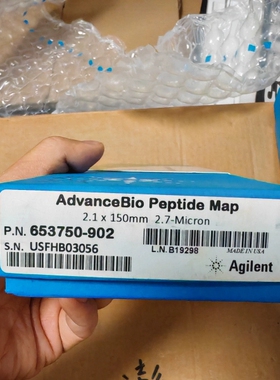 AdvanceBio Peptide Map
2.1 x 150mm 2.7-Micron
P.N. 653750-902
MADE IN USA
S.N. USFHB03056
L.N. B19298
Agilent